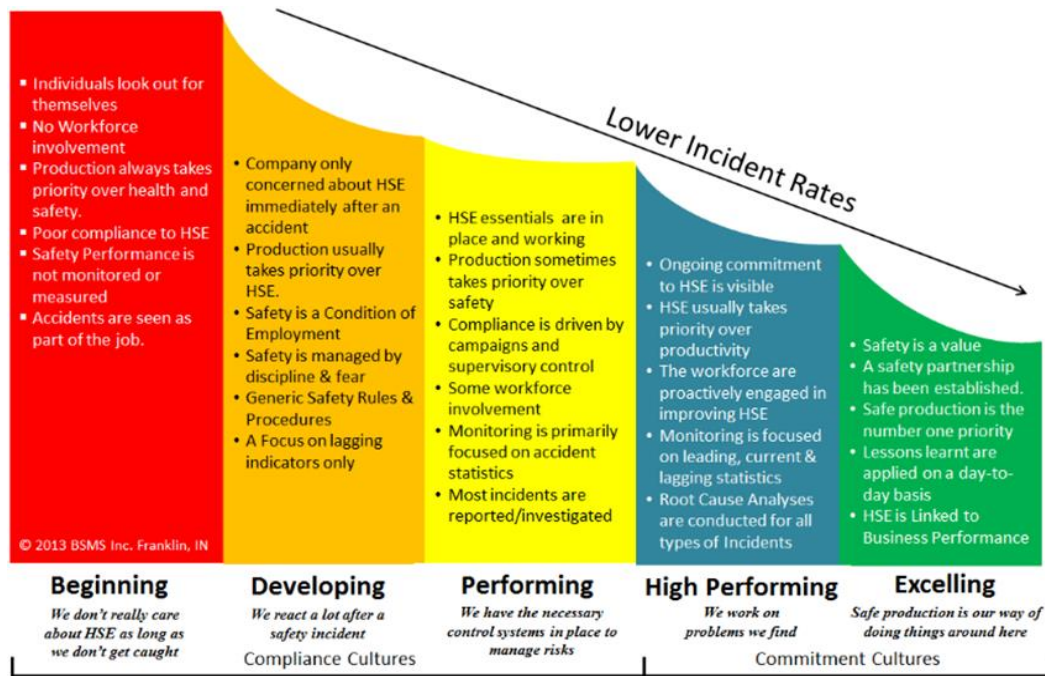 Lower Incident Rates
▪ Individuals look out for
themselves
▪ No Workforce
involvement
▪ Production always takes
priority over health and
safety.
▪ Poor compliance to HSE
▪ Safety Performance is
not monitored or
measured
▪ Accidents are seen as
part of the job.
© 2013 BSMS Inc. Franklin, IN
• Company only
concerned about HSE
immediately after an
accident
• Production usually
takes priority over
HSE.
• Safety is a Condition of
Employment
• Safety is managed by
discipline & fear
• Generic Safety Rules &
Procedures
• A Focus on lagging
indicators only
• HSE essentials are in
place and working
• Production sometimes
takes priority over
safety
• Compliance is driven by
campaigns and
supervisory control
• Some workforce
involvement
• Monitoring is primarily
focused on accident
statistics
• Most incidents are
reported/investigated
• Ongoing commitment
to HSE is visible
• HSE usually takes
priority over
productivity
• The workforce are
proactively engaged in
improving HSE
• Monitoring is focused
on leading, current &
lagging statistics
• Root Cause Analyses
are conducted for all
types of Incidents
• Safety is a value
• A safety partnership
has been established.
• Safe production is the
number one priority
• Lessons learnt are
applied on a day-to-
day basis
• HSE is Linked to
Business Performance
Beginning
We don't really care
about HSE as long as
we don't get caught
Developing
We react a lot after a
safety incident
Performing
We have the necessary
control systems in place to
manage risks
High Performing
We work on
problems we find
Excelling
Safe production is our way of
doing things around here
Compliance Cultures
Commitment Cultures